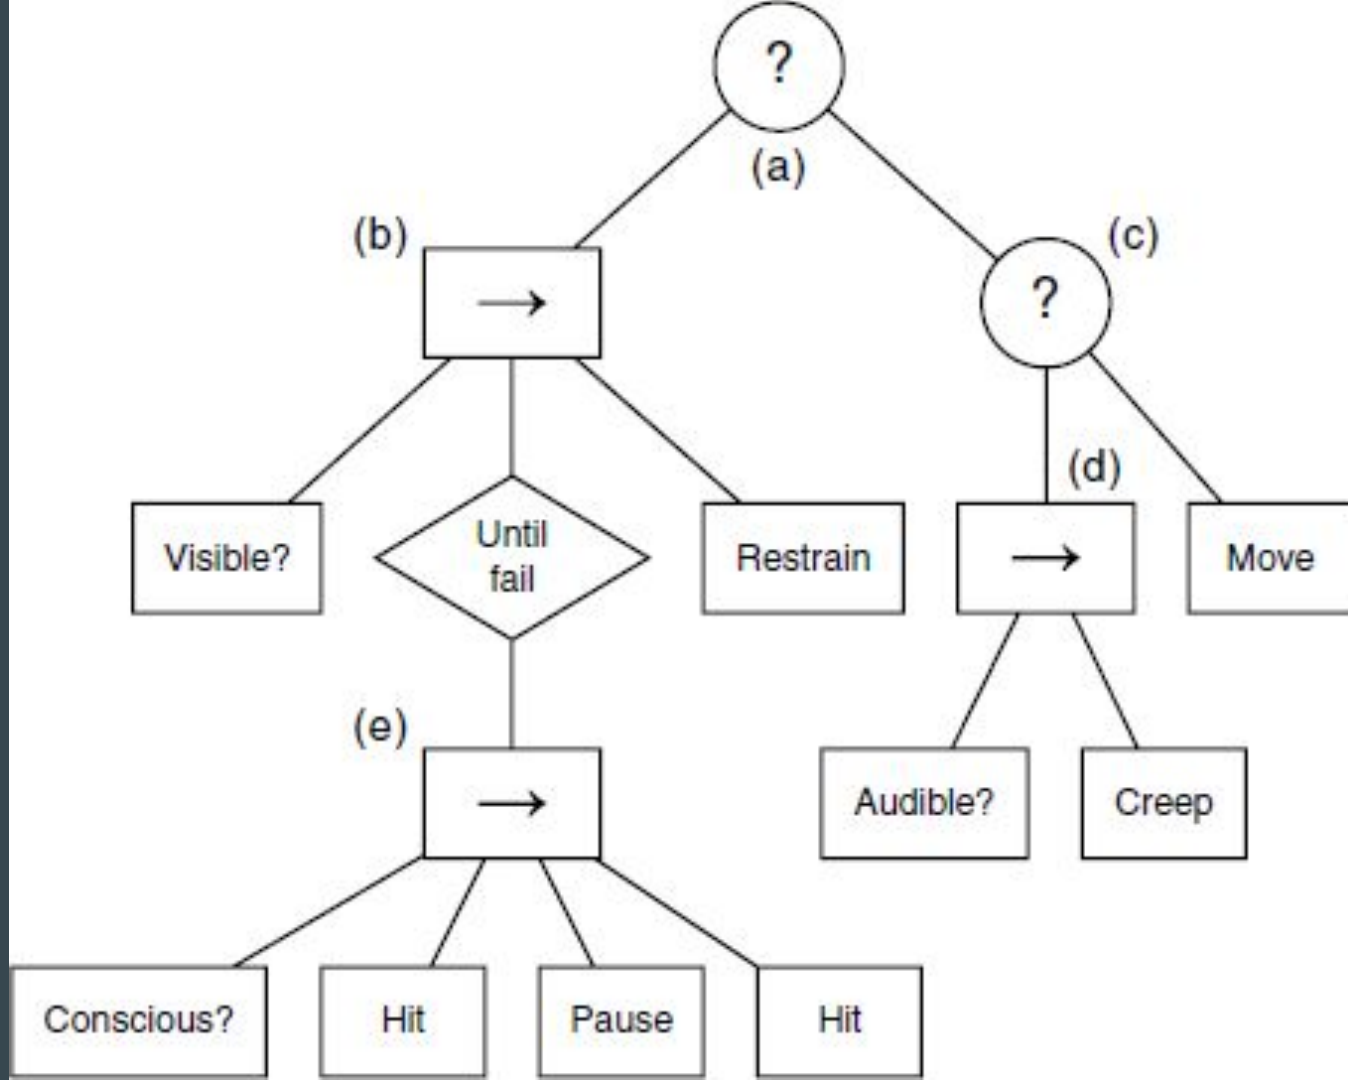 ?
(a)
(b)
→
(c)
?
Visible?
Until
fail
Restrain
(d)
→
Move
(e)
→
Audible?
Creep
Conscious?
Hit
Pause
Hit